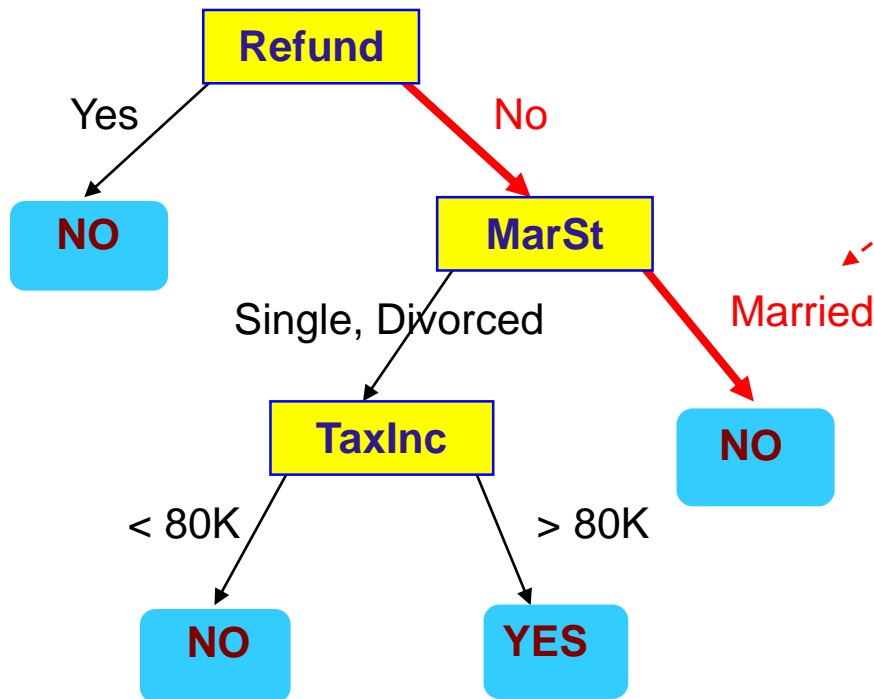 Refund
Yes
No
NO
MarSt
Single, Divorced
Married
TaxInc
NO
< 80K
> 80K
NO
YES